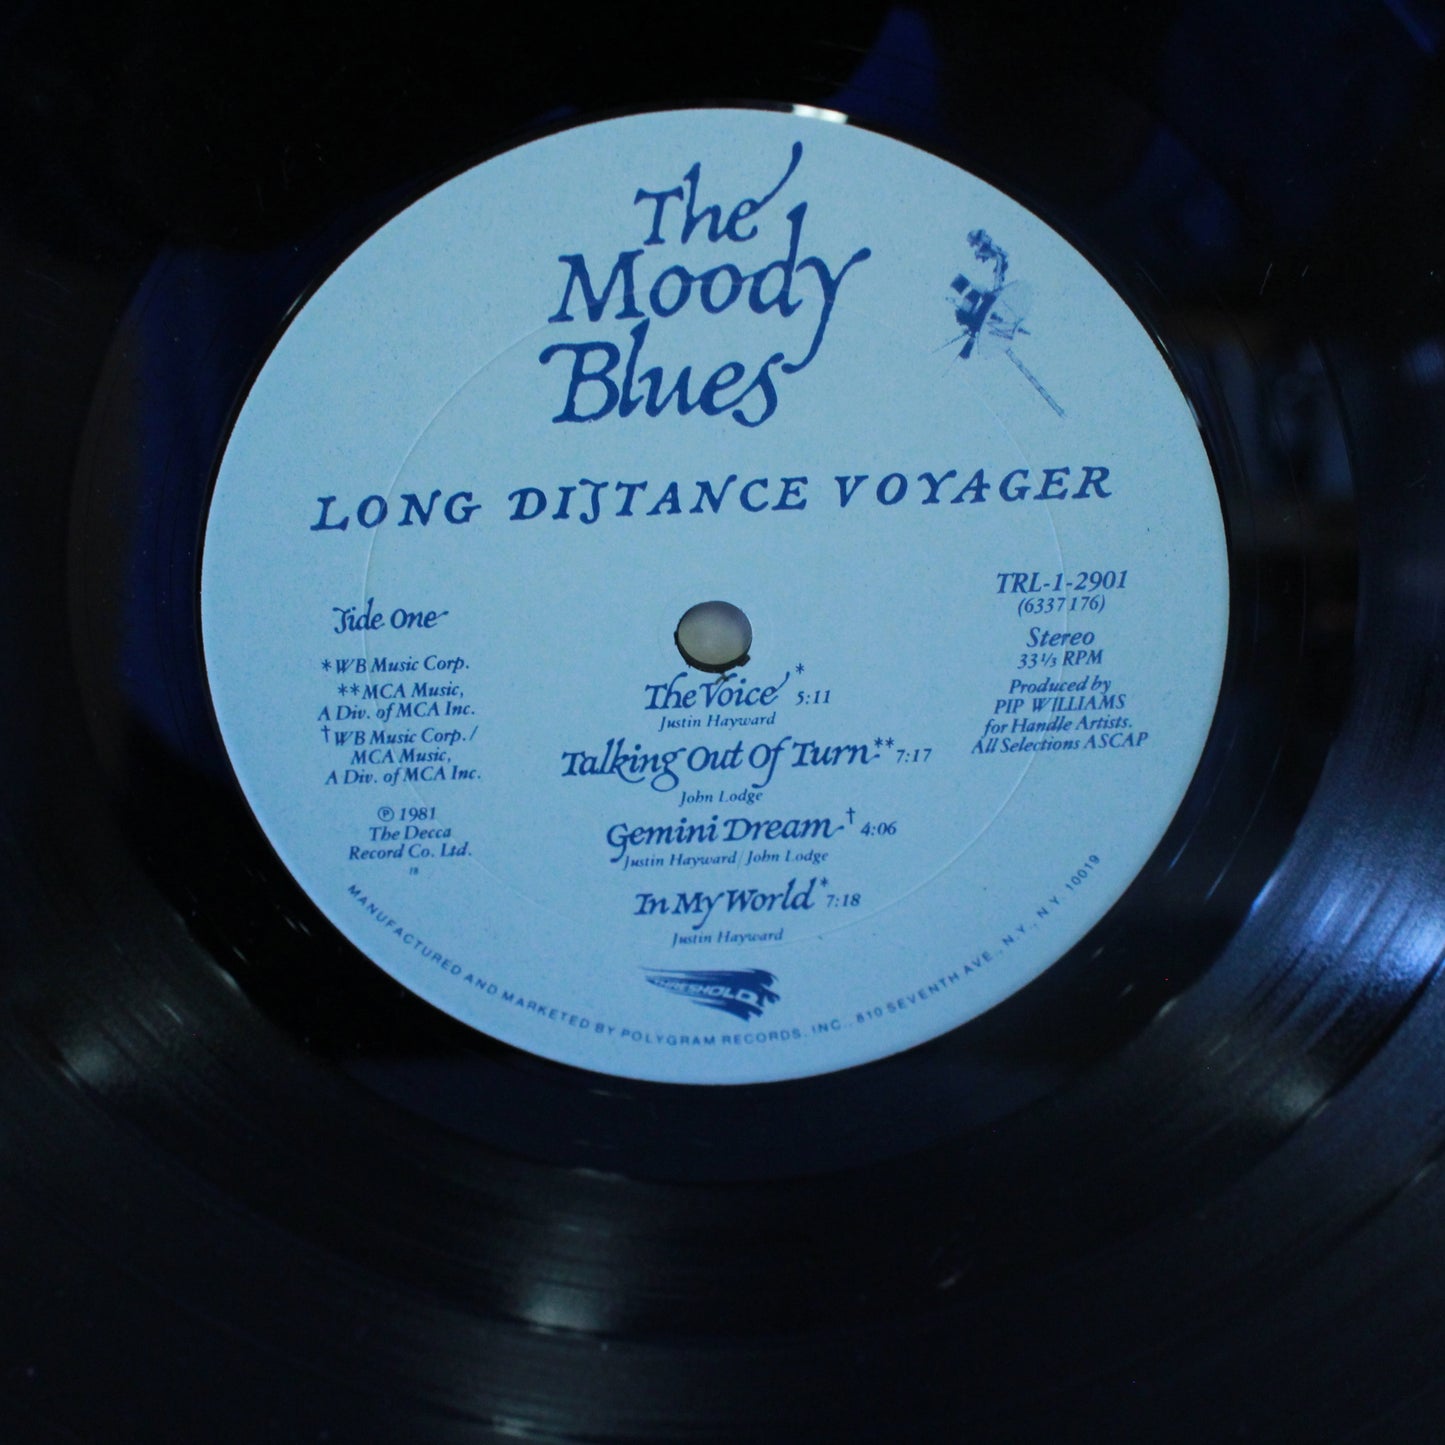 The
Moody
Blues
LONG DISTANCE VOYAGER
Side One
*WB Music Corp.
**MCA Music,
A Div. of MCA Inc.
†WB Music Corp./
MCA Music,
A Div. of MCA Inc.
℗ 1981
The Decca
Record Co. Ltd.
TRL-1-2901
(6337 176)
Stereo
33 1/3 RPM
Produced by
PIP WILLIAMS
for Handle Artists.
All Selections ASCAP
The Voice* 5:11
Justin Hayward
Talking Out Of Turn** 7:17
John Lodge
Gemini Dream† 4:06
Justin Hayward/John Lodge
In My World* 7:18
Justin Hayward
THRESHOLD
MANUFACTURED AND MARKETED BY POLYGRAM RECORDS, INC., 810 SEVENTH AVE., N.Y., N.Y. 10019